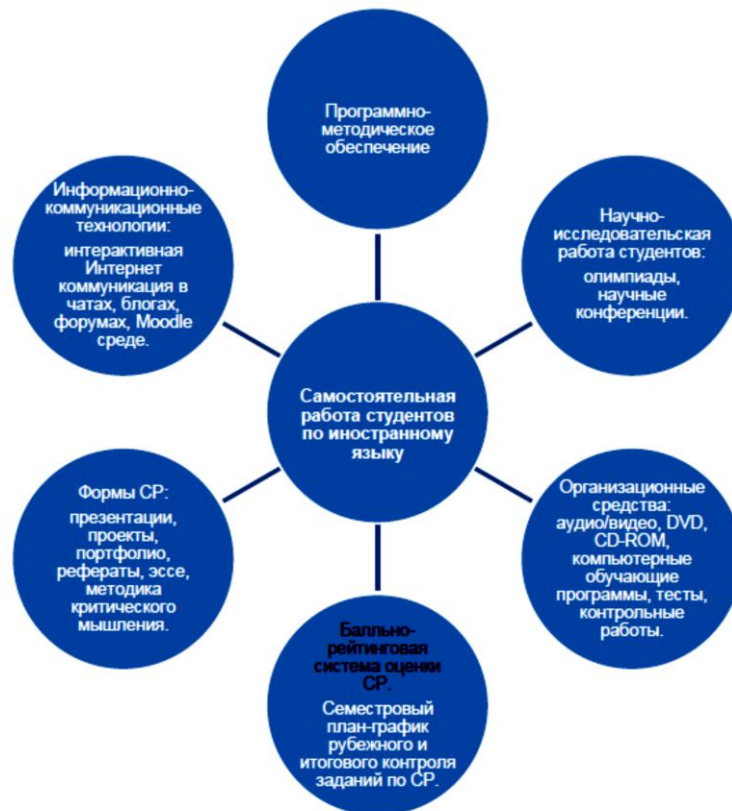 Программно-
методическое
обеспечение
Информационно-
коммуникационные
технологии:
интерактивная
Интернет
коммуникация в
чатах, блогах,
форумах, Moodle
среде.
Научно-
исследовательская
работа студентов:
олимпиады,
научные
конференции.
Самостоятельная
работа студентов
по иностранному
языку
Формы СР:
презентации,
проекты,
портфолио,
рефераты, эссе,
методика
критического
мышления.
Организационные
средства:
аудио/видео, DVD,
CD-ROM,
компьютерные
обучающие
программы, тесты,
контрольные
работы.
Балльно-
рейтинговая
система оценки
СР.
Семестровый
план-график
рубежного и
итогового контроля
заданий по СР.